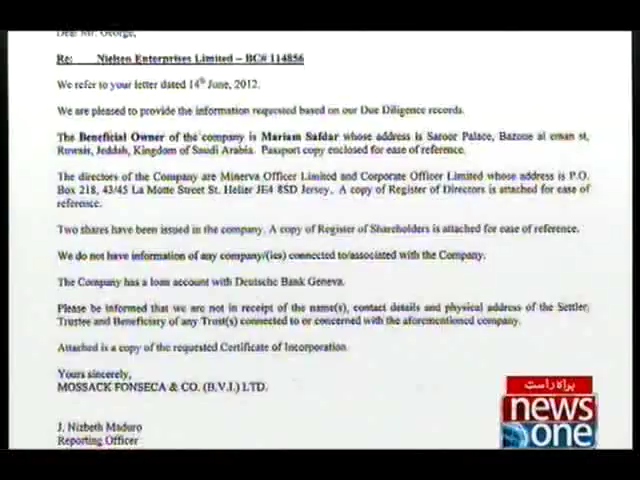 Dear Mr. George,
Re: Nielsen Enterprises Limited – BC# 114856
We refer to your letter dated 14th June, 2012.
We are pleased to provide the information requested based on our Due Diligence records.
The Beneficial Owner of the company is Mariam Safdar whose address is Saroor Palace, Bazone al eman st,
Ruwais, Jeddah, Kingdom of Saudi Arabia. Passport copy enclosed for ease of reference.
The directors of the Company are Minerva Officer Limited and Corporate Officer Limited whose address is P.O.
Box 218, 43/45 La Motte Street St. Helier JE4 8SD Jersey. A copy of Register of Directors is attached for ease of
reference.
Two shares have been issued in the company. A copy of Register of Shareholders is attached for ease of reference.
We do not have information of any company/(ies) connected to/associated with the Company.
The Company has a loan account with Deutsche Bank Geneva.
Please be informed that we are not in receipt of the name(s), contact details and physical address of the Settler,
Trustee and Beneficiary of any Trust(s) connected to or concerned with the aforementioned company.
Attached is a copy of the requested Certificate of Incorporation.
Yours sincerely,
MOSSACK FONSECA & CO. (B.V.I.) LTD.
J. Nizbeth Maduro
Reporting Officer
براہ راست
news
one